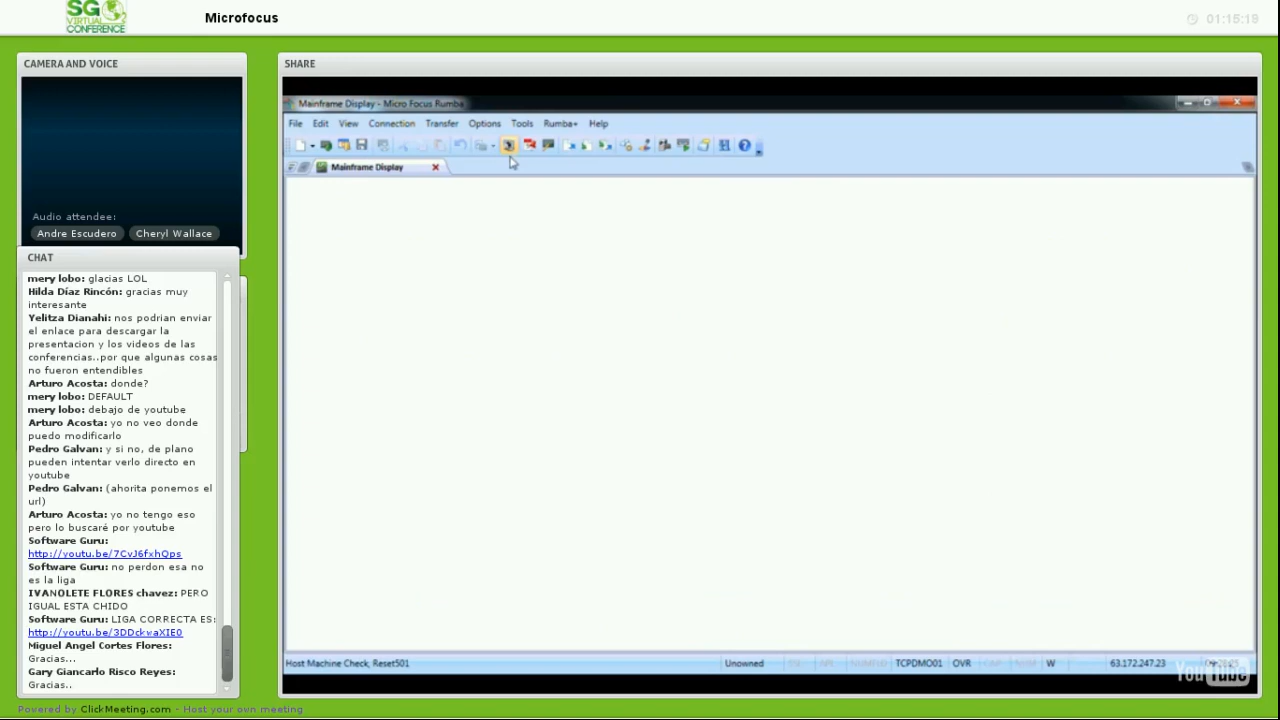 SG
VIRTUAL
CONFERENCE
Microfocus
01:15:18
CAMERA AND VOICE
Audio attendee:
Andre Escudero
Cheryl Wallace
CHAT
mery lobo: glacias LOL
Hilda Díaz Rincón: gracias muy
interesante
Yelitza Dianahi: nos podrian enviar
el enlace para descargar la
presentacion y los videos de las
conferencias..por que algunas cosas
no fueron entendibles
Arturo Acosta: donde?
mery lobo: DEFAULT
mery lobo: debajo de youtube
Arturo Acosta: yo no veo donde
puedo modificarlo
Pedro Galvan: y si no, de plano
pueden intentar verlo directo en
youtube
Pedro Galvan: (ahorita ponemos el
url)
Arturo Acosta: yo no tengo eso
pero lo buscaré por youtube
Software Guru:
http://youtu.be/7CvJ6fxhQps
Software Guru: no perdon esa no
es la liga
IVANOLETE FLORES chavez: PERO
IGUAL ESTA CHIDO
Software Guru: LIGA CORRECTA ES:
http://youtu.be/3DDckwaXIE0
Miguel Angel Cortes Flores:
Gracias...
Gary Giancarlo Risco Reyes:
Gracias..
SHARE
Mainframe Display - Micro Focus Rumba
File Edit View Connection Transfer Options Tools Rumba+ Help
Mainframe Display
Host Machine Check, Reset501
Unowned
TCPDMO01 OVR
W
63.172.247.23
YouTube
Powered by ClickMeeting.com - Host your own meeting